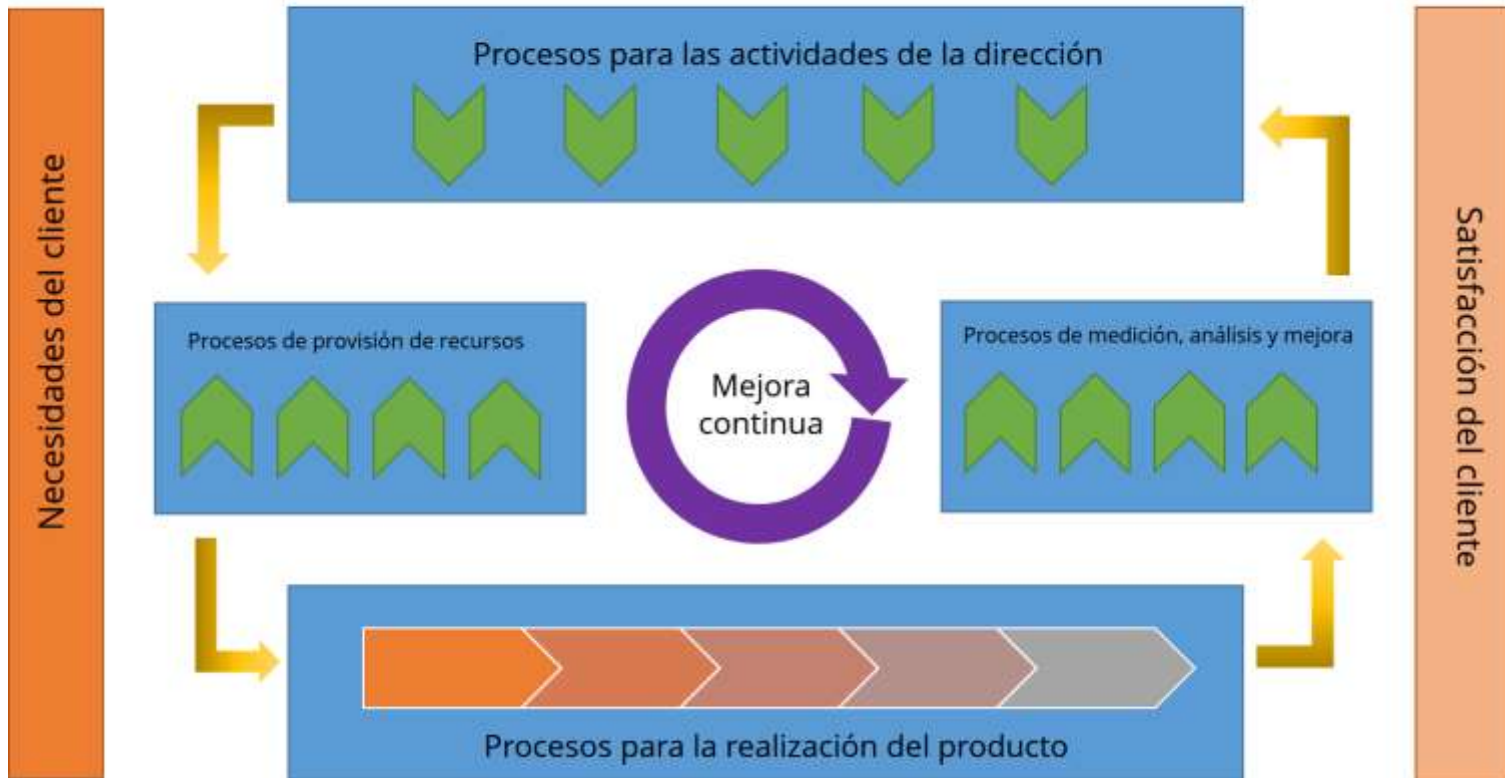 Necesidades del cliente
Procesos para las actividades de la dirección
Satisfacción del cliente
Procesos de provisión de recursos
Mejora
continua
Procesos de medición, análisis y mejora
Procesos para la realización del producto